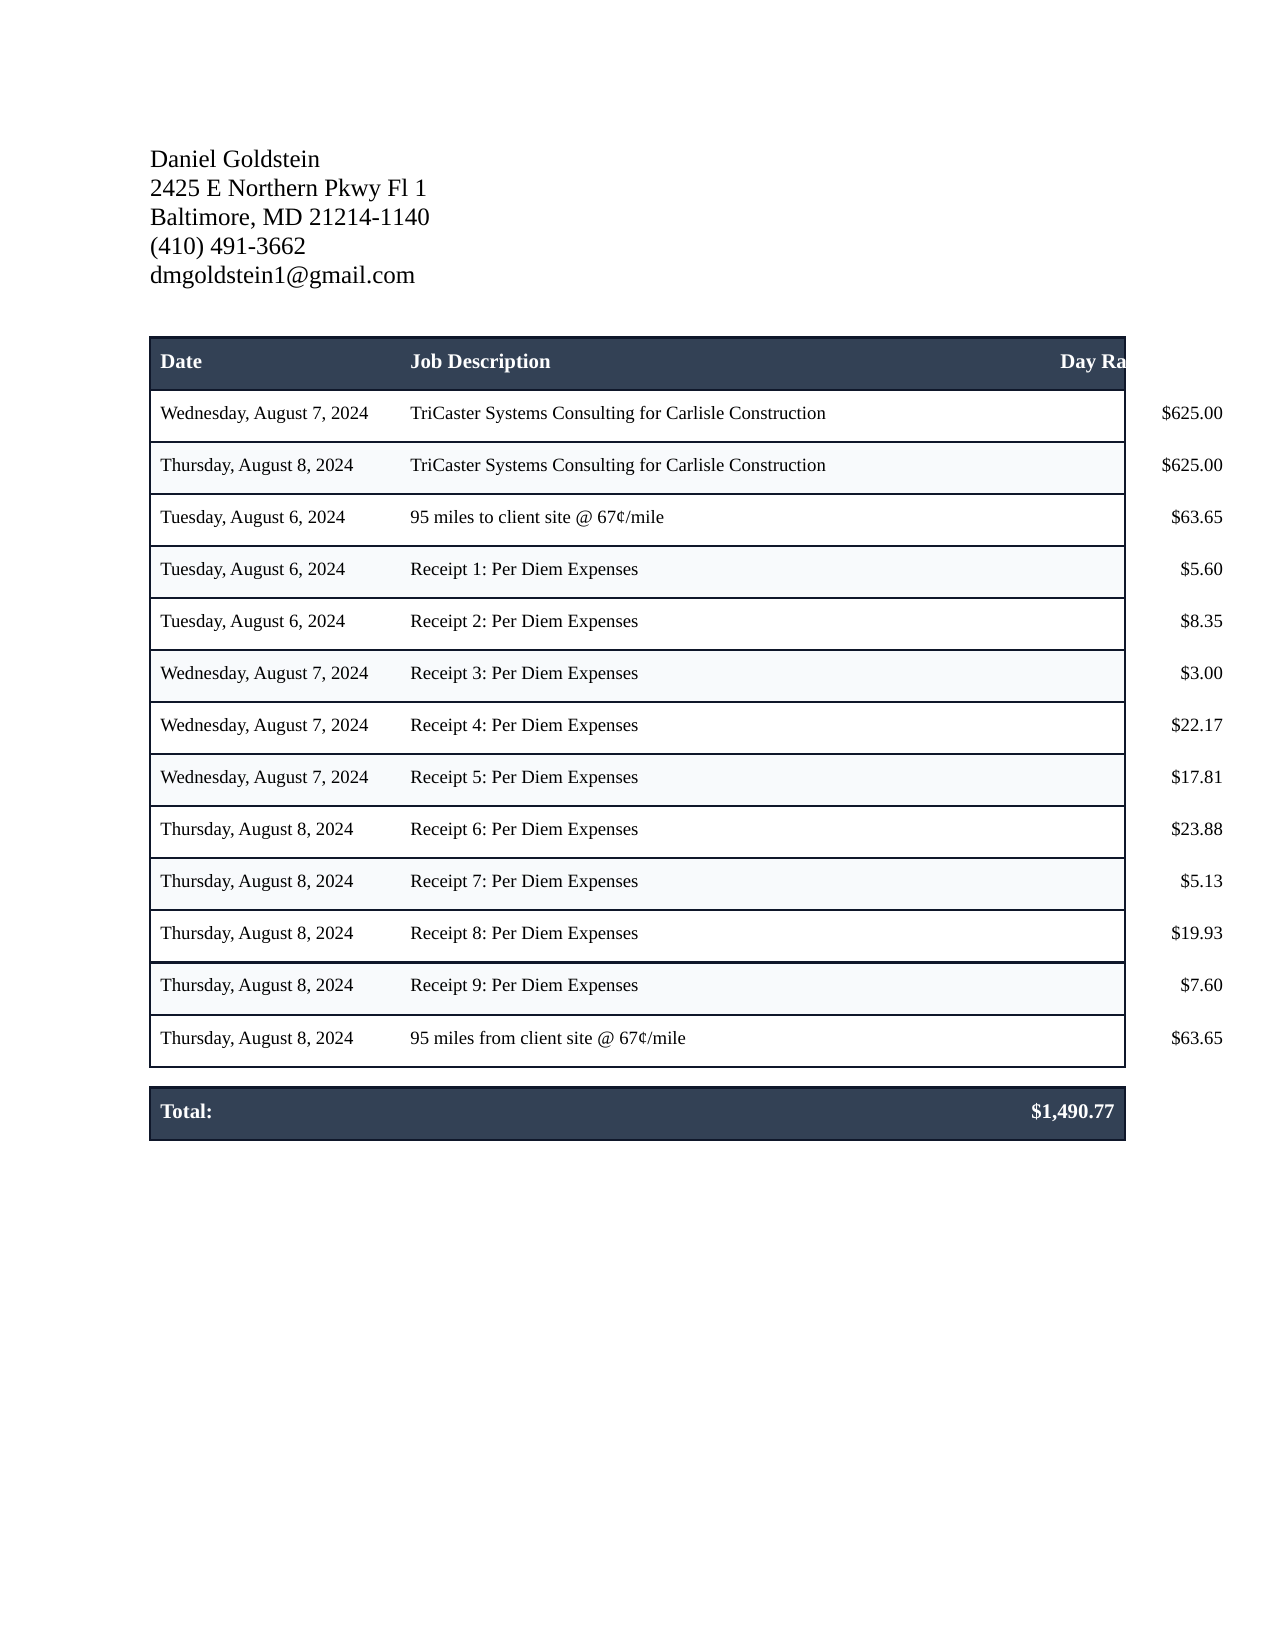 Daniel Goldstein
2425 E Northern Pkwy Fl 1
Baltimore, MD 21214-1140
(410) 491-3662
dmgoldstein1@gmail.com
Date Job Description Day Ra
Wednesday, August 7, 2024 TriCaster Systems Consulting for Carlisle Construction $625.00
Thursday, August 8, 2024 TriCaster Systems Consulting for Carlisle Construction $625.00
Tuesday, August 6, 2024 95 miles to client site @ 67¢/mile $63.65
Tuesday, August 6, 2024 Receipt 1: Per Diem Expenses $5.60
Tuesday, August 6, 2024 Receipt 2: Per Diem Expenses $8.35
Wednesday, August 7, 2024 Receipt 3: Per Diem Expenses $3.00
Wednesday, August 7, 2024 Receipt 4: Per Diem Expenses $22.17
Wednesday, August 7, 2024 Receipt 5: Per Diem Expenses $17.81
Thursday, August 8, 2024 Receipt 6: Per Diem Expenses $23.88
Thursday, August 8, 2024 Receipt 7: Per Diem Expenses $5.13
Thursday, August 8, 2024 Receipt 8: Per Diem Expenses $19.93
Thursday, August 8, 2024 Receipt 9: Per Diem Expenses $7.60
Thursday, August 8, 2024 95 miles from client site @ 67¢/mile $63.65
Total: $1,490.77